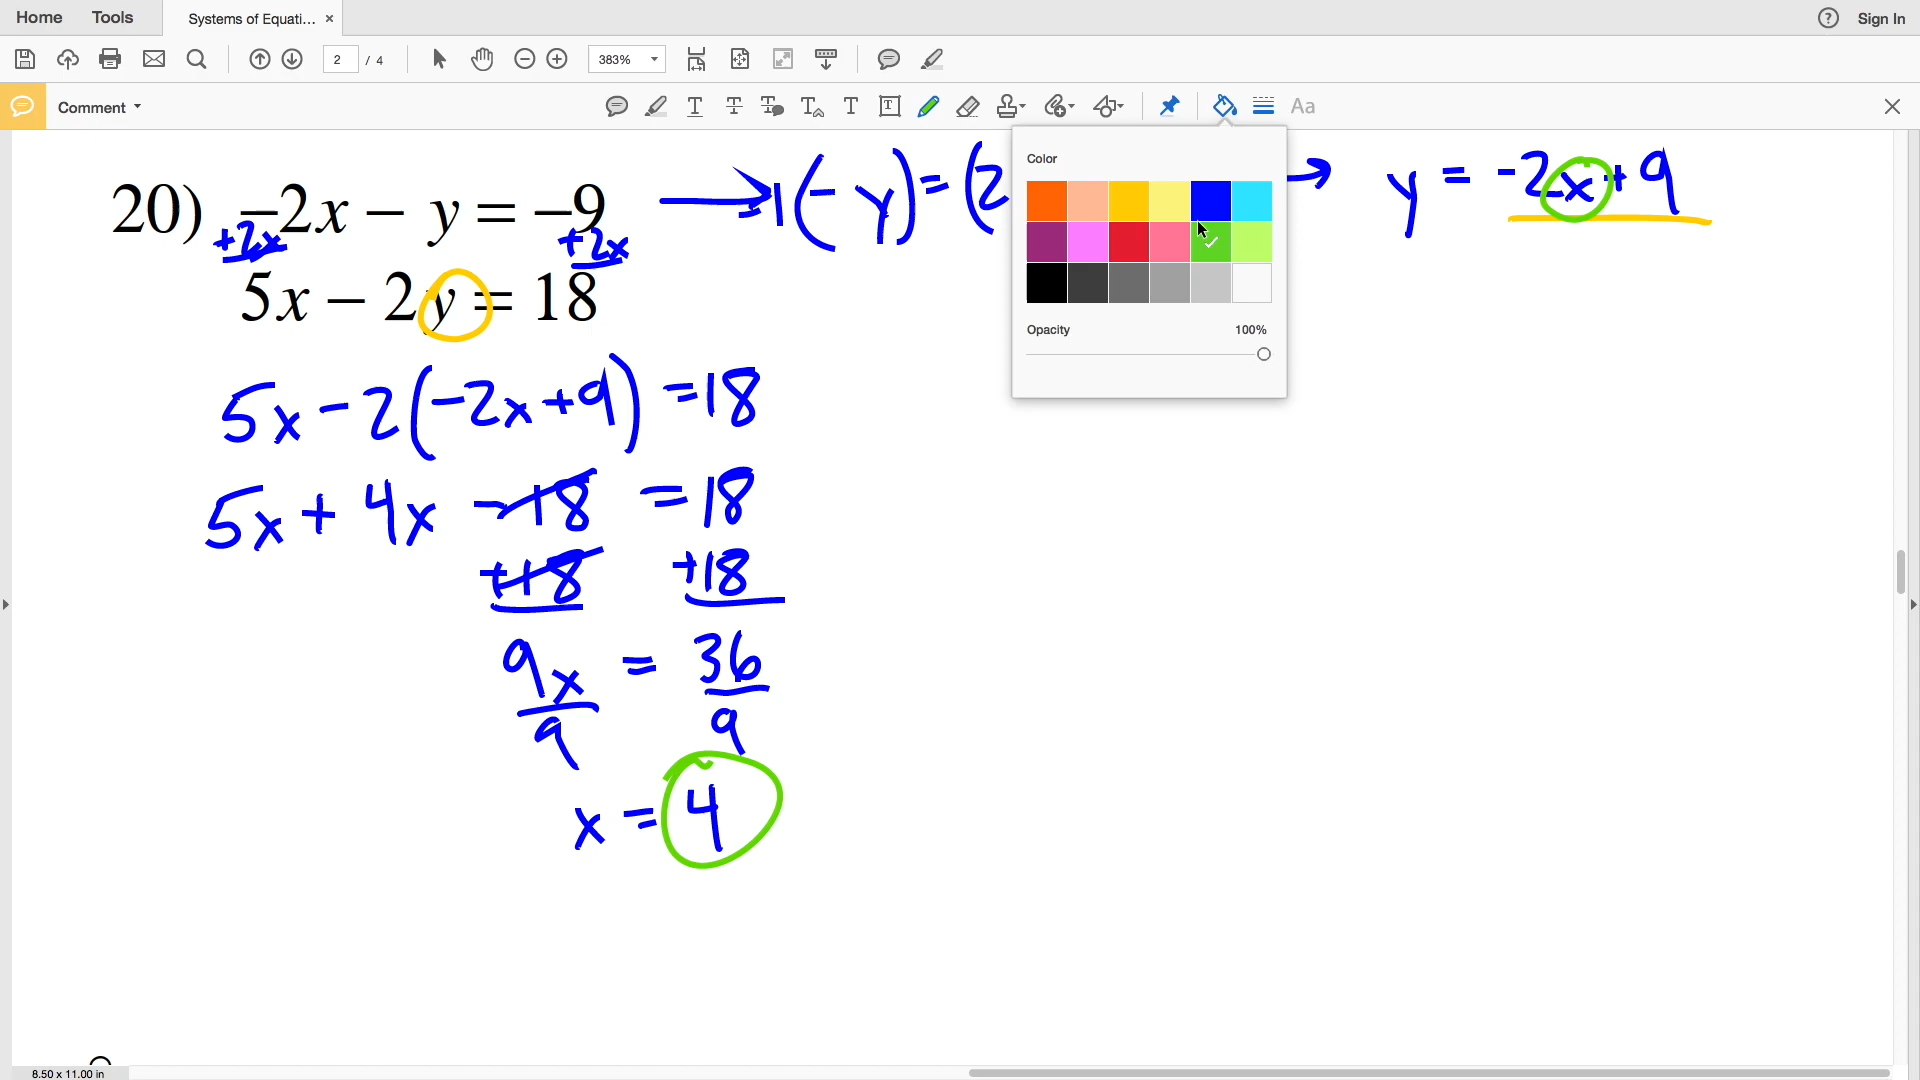 Home Tools Systems of Equati... × ? Sign In
2 / 4 383%
Comment T T T T T T Aa
Color
Opacity 100%
20) −2x − y = −9 → -1(- y) = (2 → y = -2x + 9
+2x +2x
5x − 2y = 18
5x - 2(-2x + 9) = 18
5x + 4x - 18 = 18
+18 +18
9x = 36
9 9
x = 4
8.50 x 11.00 in